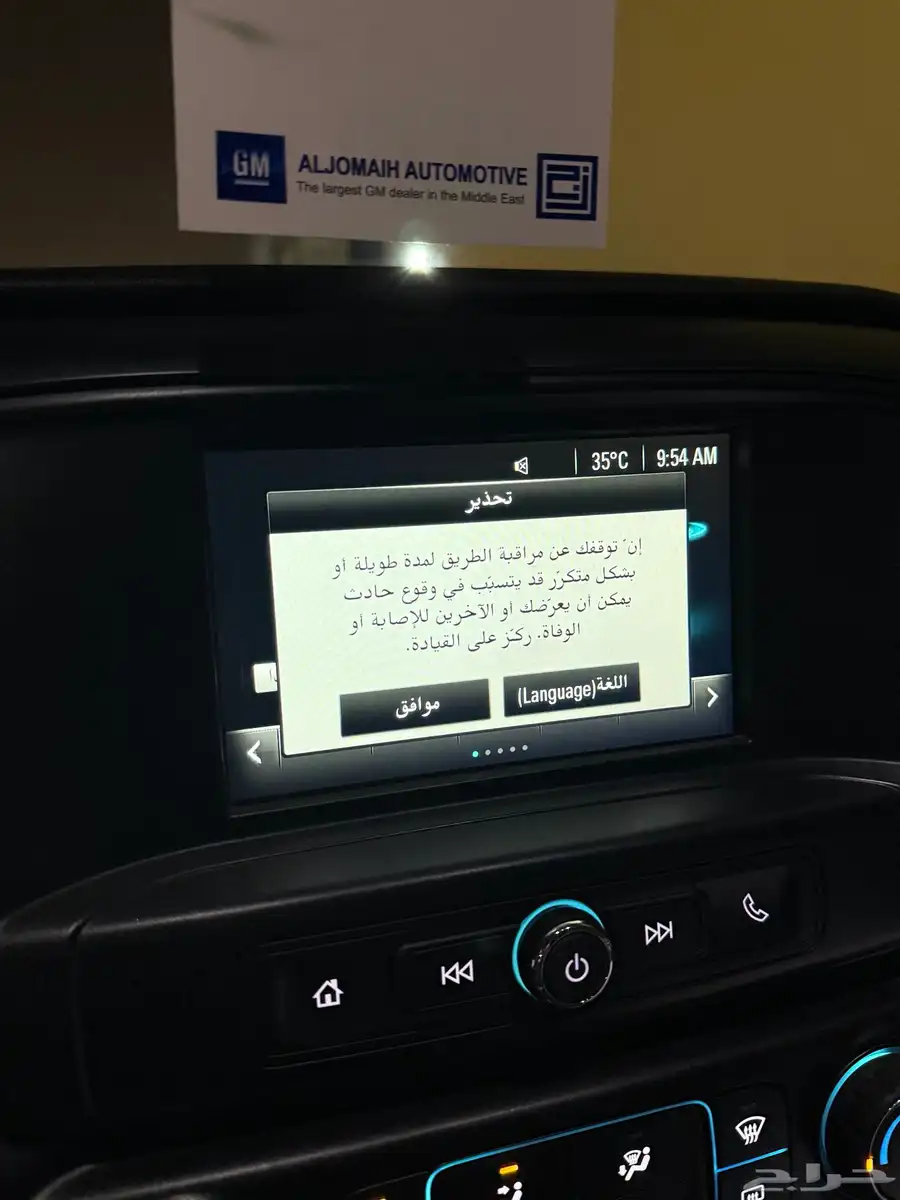 GM
ALJOMAIH AUTOMOTIVE
The largest GM dealer in the Middle East
35°C
9:54 AM
تحذير
إنّ توقفك عن مراقبة الطريق لمدة طويلة أو
بشكل متكرّر قد يتسبّب في وقوع حادث
يمكن أن يعرّضك أو الآخرين للإصابة أو
الوفاة. ركّز على القيادة.
اللغة(Language)
موافق
حراج